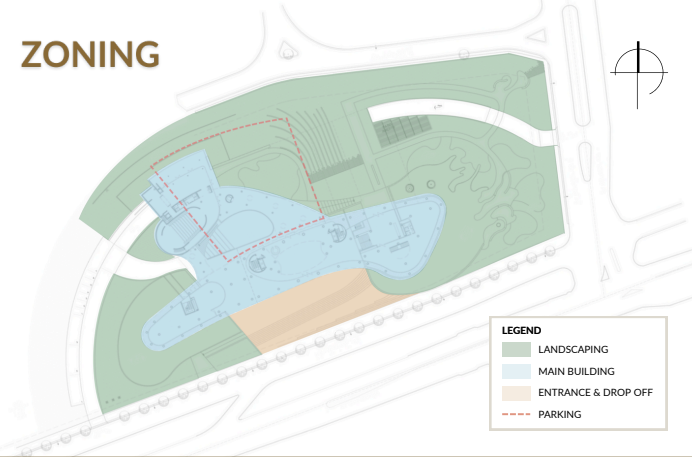 ZONING
LEGEND
LANDSCAPING
MAIN BUILDING
ENTRANCE & DROP OFF
PARKING